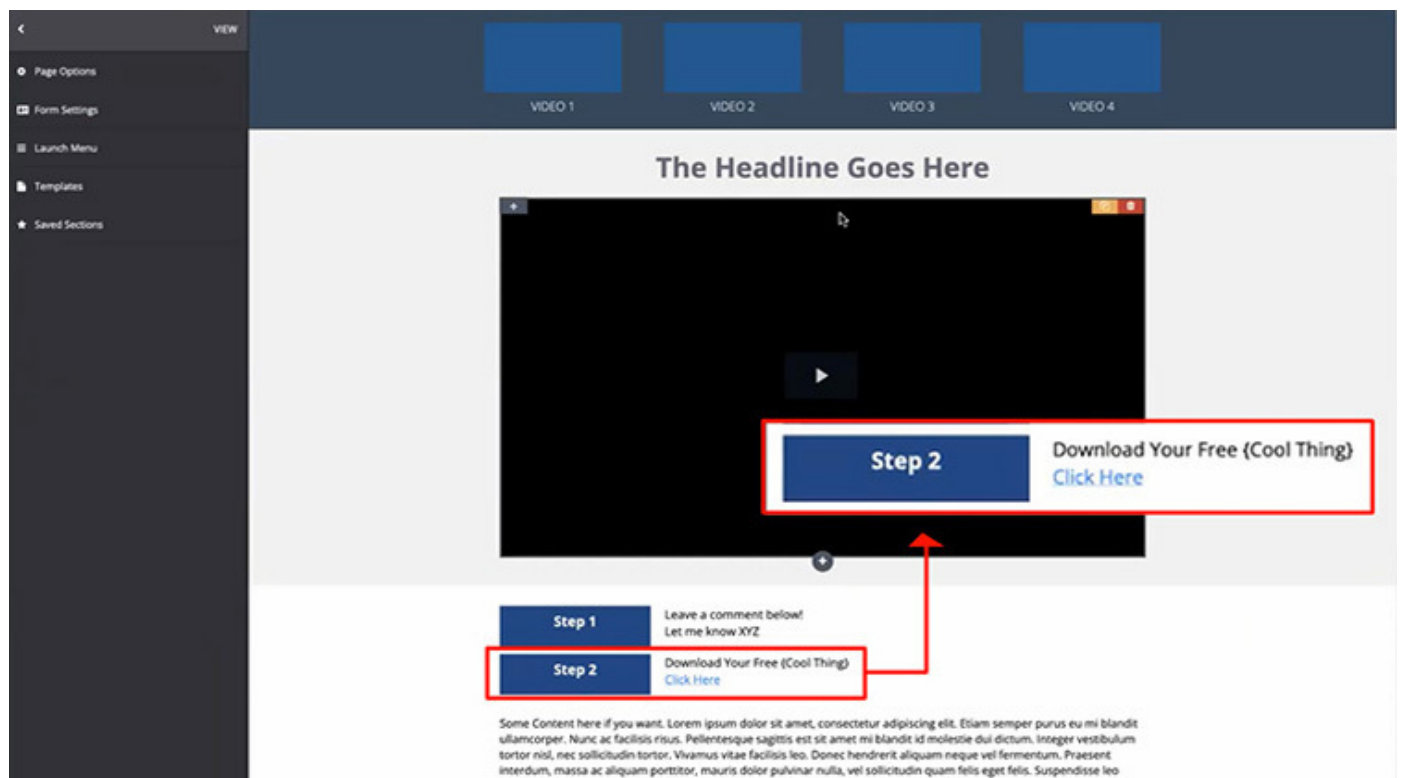 VIEW
Page Options
Form Settings
Launch Menu
Templates
Saved Sections
VIDEO 1 VIDEO 2 VIDEO 3 VIDEO 4
The Headline Goes Here
Step 2
Download Your Free {Cool Thing}
Click Here
Step 1
Leave a comment below!
Let me know XYZ
Step 2
Download Your Free {Cool Thing}
Click Here
Some Content here if you want. Lorem ipsum dolor sit amet, consectetur adipiscing elit. Etiam semper purus eu mi blandit
ullamcorper. Nunc ac facilisis risus. Pellentesque sagittis est sit amet mi blandit id molestie dui dictum. Integer vestibulum
tortor nisl, nec sollicitudin tortor. Vivamus vitae facilisis leo. Donec hendrerit aliquam neque vel fermentum. Praesent
interdum, massa ac aliquam porttitor, mauris dolor pulvinar nulla, vel sollicitudin quam felis eget felis. Suspendisse leo